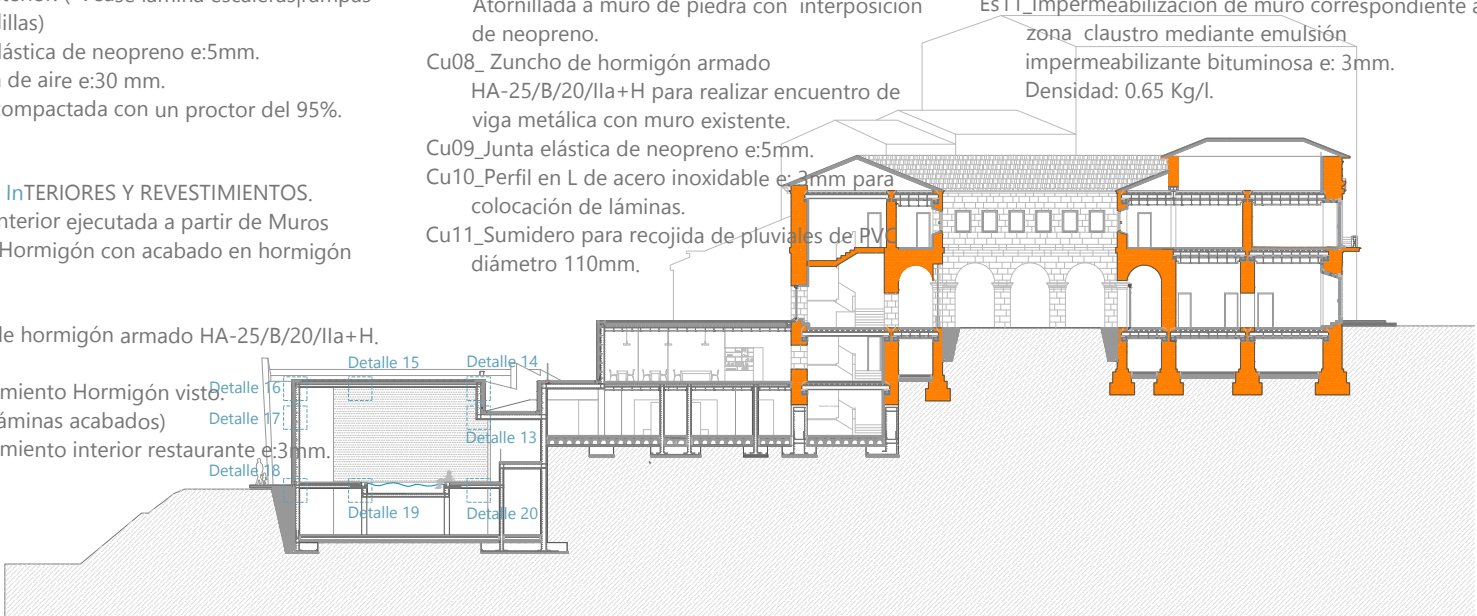 dillas)
lástica de neopreno e:5mm.
de aire e:30 mm.
compactada con un proctor del 95%.
InTERIORES Y REVESTIMIENTOS.
nterior ejecutada a partir de Muros
Hormigón con acabado en hormigón
de hormigón armado HA-25/B/20/IIa+H.
miento Hormigón visto.
láminas acabados)
miento interior restaurante e:3mm.
Atornillada a muro de piedra con interposición
de neopreno.
Cu08_ Zuncho de hormigón armado
HA-25/B/20/IIa+H para realizar encuentro de
viga metálica con muro existente.
Cu09_Junta elástica de neopreno e:5mm.
Cu10_Perfil en L de acero inoxidable e: 3mm para
colocación de láminas.
Cu11_Sumidero para recojida de pluviales de PVC
diámetro 110mm.
Es11_Impermeabilización de muro correspondiente a
zona claustro mediante emulsión
impermeabilizante bituminosa e: 3mm.
Densidad: 0.65 Kg/l.
Detalle 15
Detalle 14
Detalle 16
Detalle 17
Detalle 13
Detalle 18
Detalle 19
Detalle 20